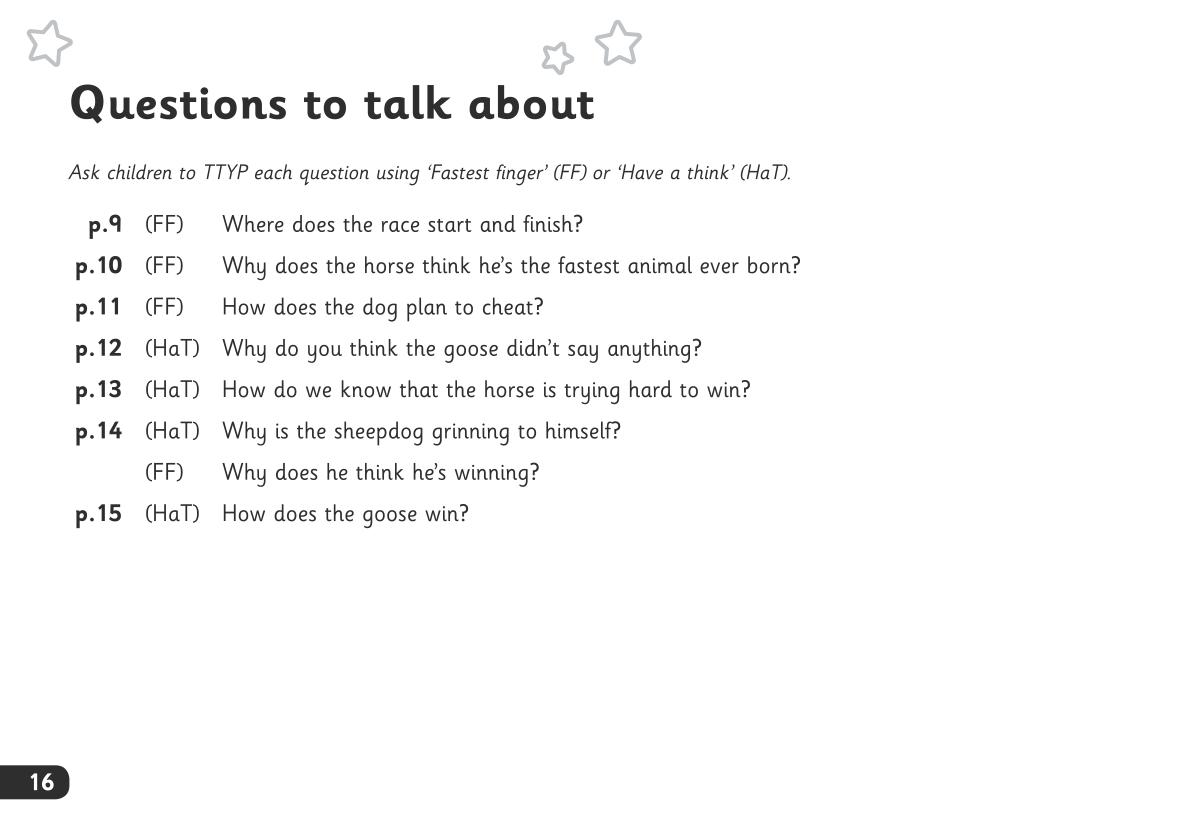 Questions to talk about
Ask children to TTYP each question using ‘Fastest finger’ (FF) or ‘Have a think’ (HaT).
p.9 (FF) Where does the race start and finish?
p.10 (FF) Why does the horse think he’s the fastest animal ever born?
p.11 (FF) How does the dog plan to cheat?
p.12 (HaT) Why do you think the goose didn’t say anything?
p.13 (HaT) How do we know that the horse is trying hard to win?
p.14 (HaT) Why is the sheepdog grinning to himself?
(FF) Why does he think he’s winning?
p.15 (HaT) How does the goose win?
16